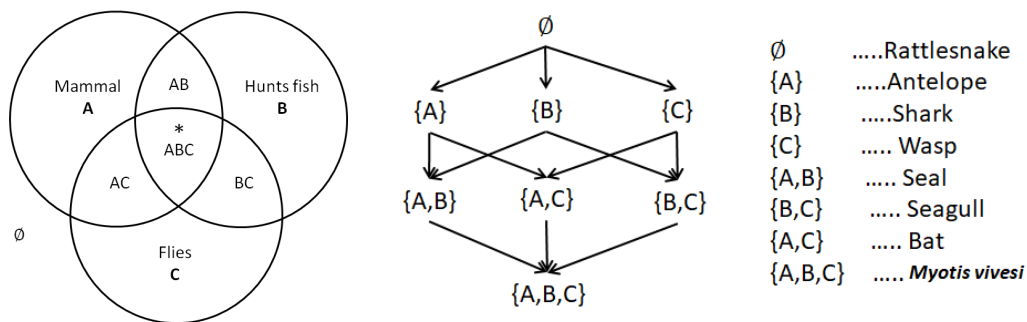 Mammal
A
AB
Hunts fish
B
*
ABC
AC
BC
∅
Flies
C
∅
{A}
{B}
{C}
{A,B}
{A,C}
{B,C}
{A,B,C}
∅ .....Rattlesnake
{A} .....Antelope
{B} .....Shark
{C} ..... Wasp
{A,B} ..... Seal
{B,C} ..... Seagull
{A,C} ..... Bat
{A,B,C} ..... Myotis vivesi